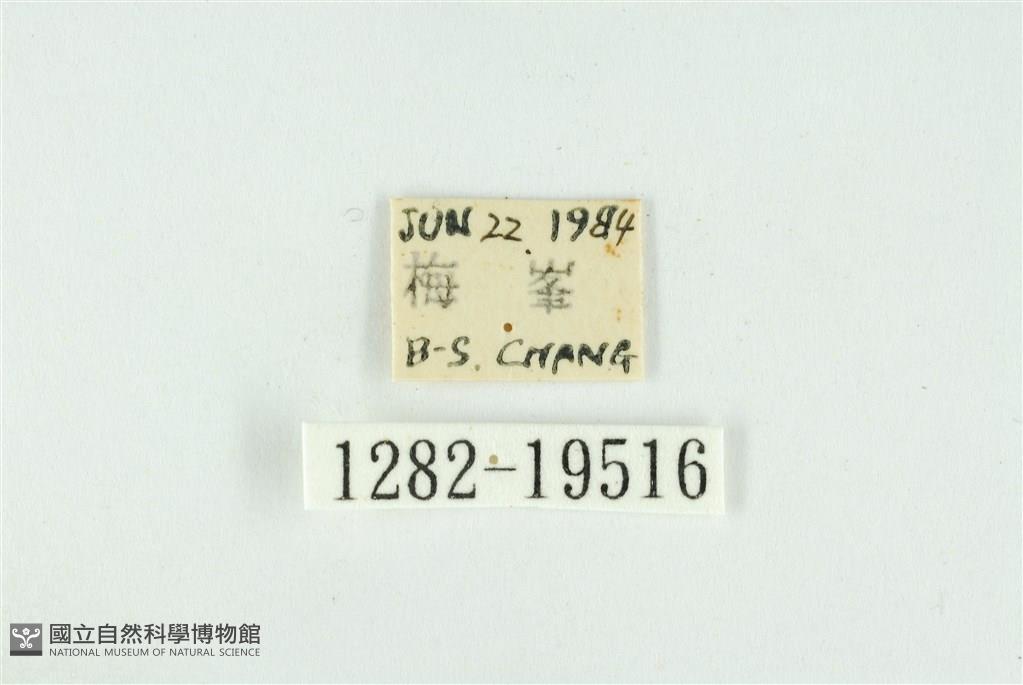 JUN 22 1984
梅 峯
B-S. CHANG
1282-19516
國立自然科學博物館
NATIONAL MUSEUM OF NATURAL SCIENCE